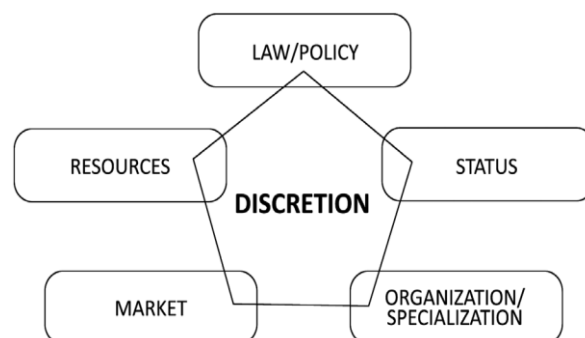 LAW/POLICY
RESOURCES
STATUS
DISCRETION
MARKET
ORGANIZATION/
SPECIALIZATION